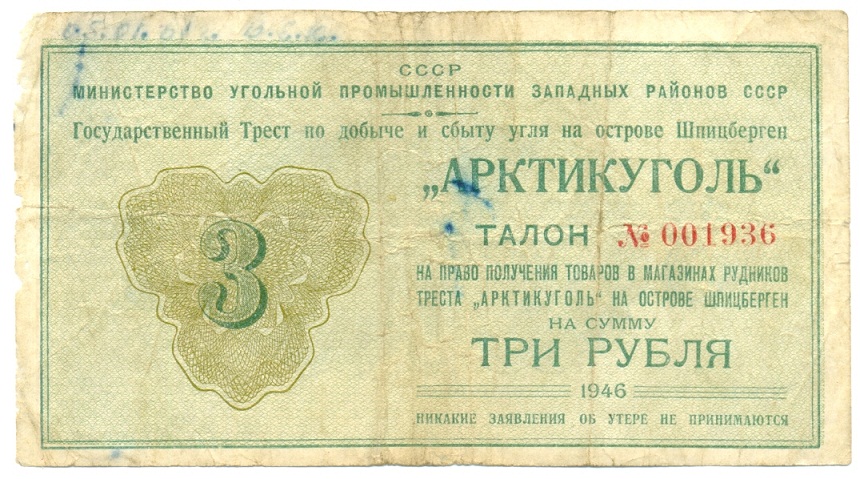 СССР
МИНИСТЕРСТВО УГОЛЬНОЙ ПРОМЫШЛЕННОСТИ ЗАПАДНЫХ РАЙОНОВ СССР
Государственный Трест по добыче и сбыту угля на острове Шпицберген
„АРКТИКУГОЛЬ“
3
ТАЛОН № 001936
НА ПРАВО ПОЛУЧЕНИЯ ТОВАРОВ В МАГАЗИНАХ РУДНИКОВ
ТРЕСТА „АРКТИКУГОЛЬ“ НА ОСТРОВЕ ШПИЦБЕРГЕН
НА СУММУ
ТРИ РУБЛЯ
1946
НИКАКИЕ ЗАЯВЛЕНИЯ ОБ УТЕРЕ НЕ ПРИНИМАЮТСЯ